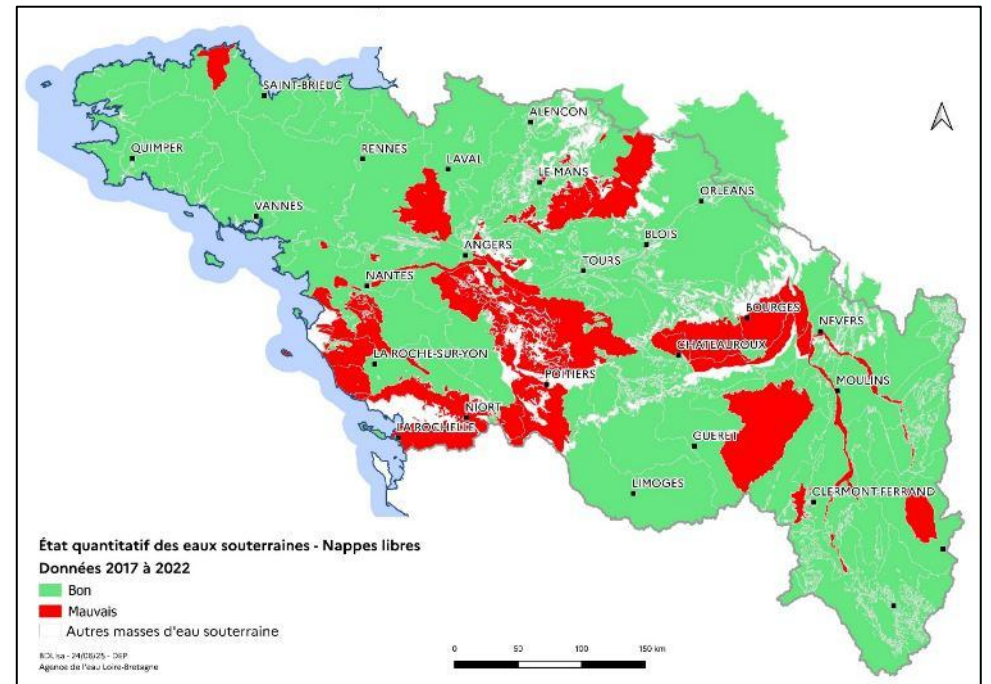 ALENCON
SAINT-BRIEUC
QUIMPER
RENNES
LAVAL
LE MANS
ORLEANS
VANNES
BLOIS
ANGERS
TOURS
NANTES
BOURGES
NEVERS
CHATEAUROUX
LA ROCHE-SUR-YON
POITIERS
MOULINS
NIORT
LA ROCHELLE
GUERET
LIMOGES
CLERMONT-FERRAND
État quantitatif des eaux souterraines - Nappes libres
Données 2017 à 2022
Bon
Mauvais
Autres masses d'eau souterraine
0 50 100 150 km
Agence de l'eau Loire-Bretagne